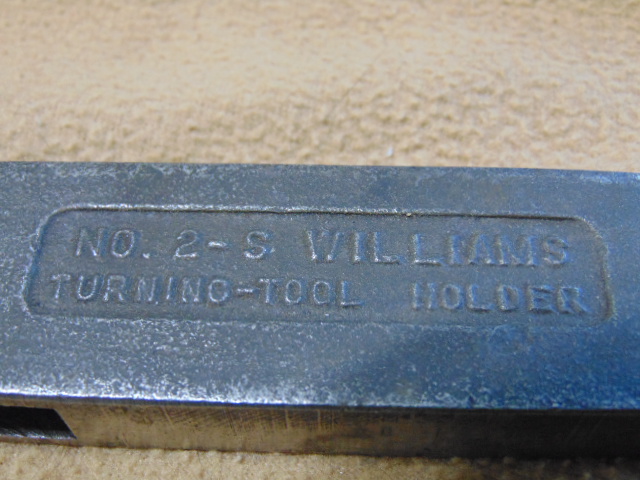 NO. 2-S WILLIAMS
TURNING-TOOL HOLDER